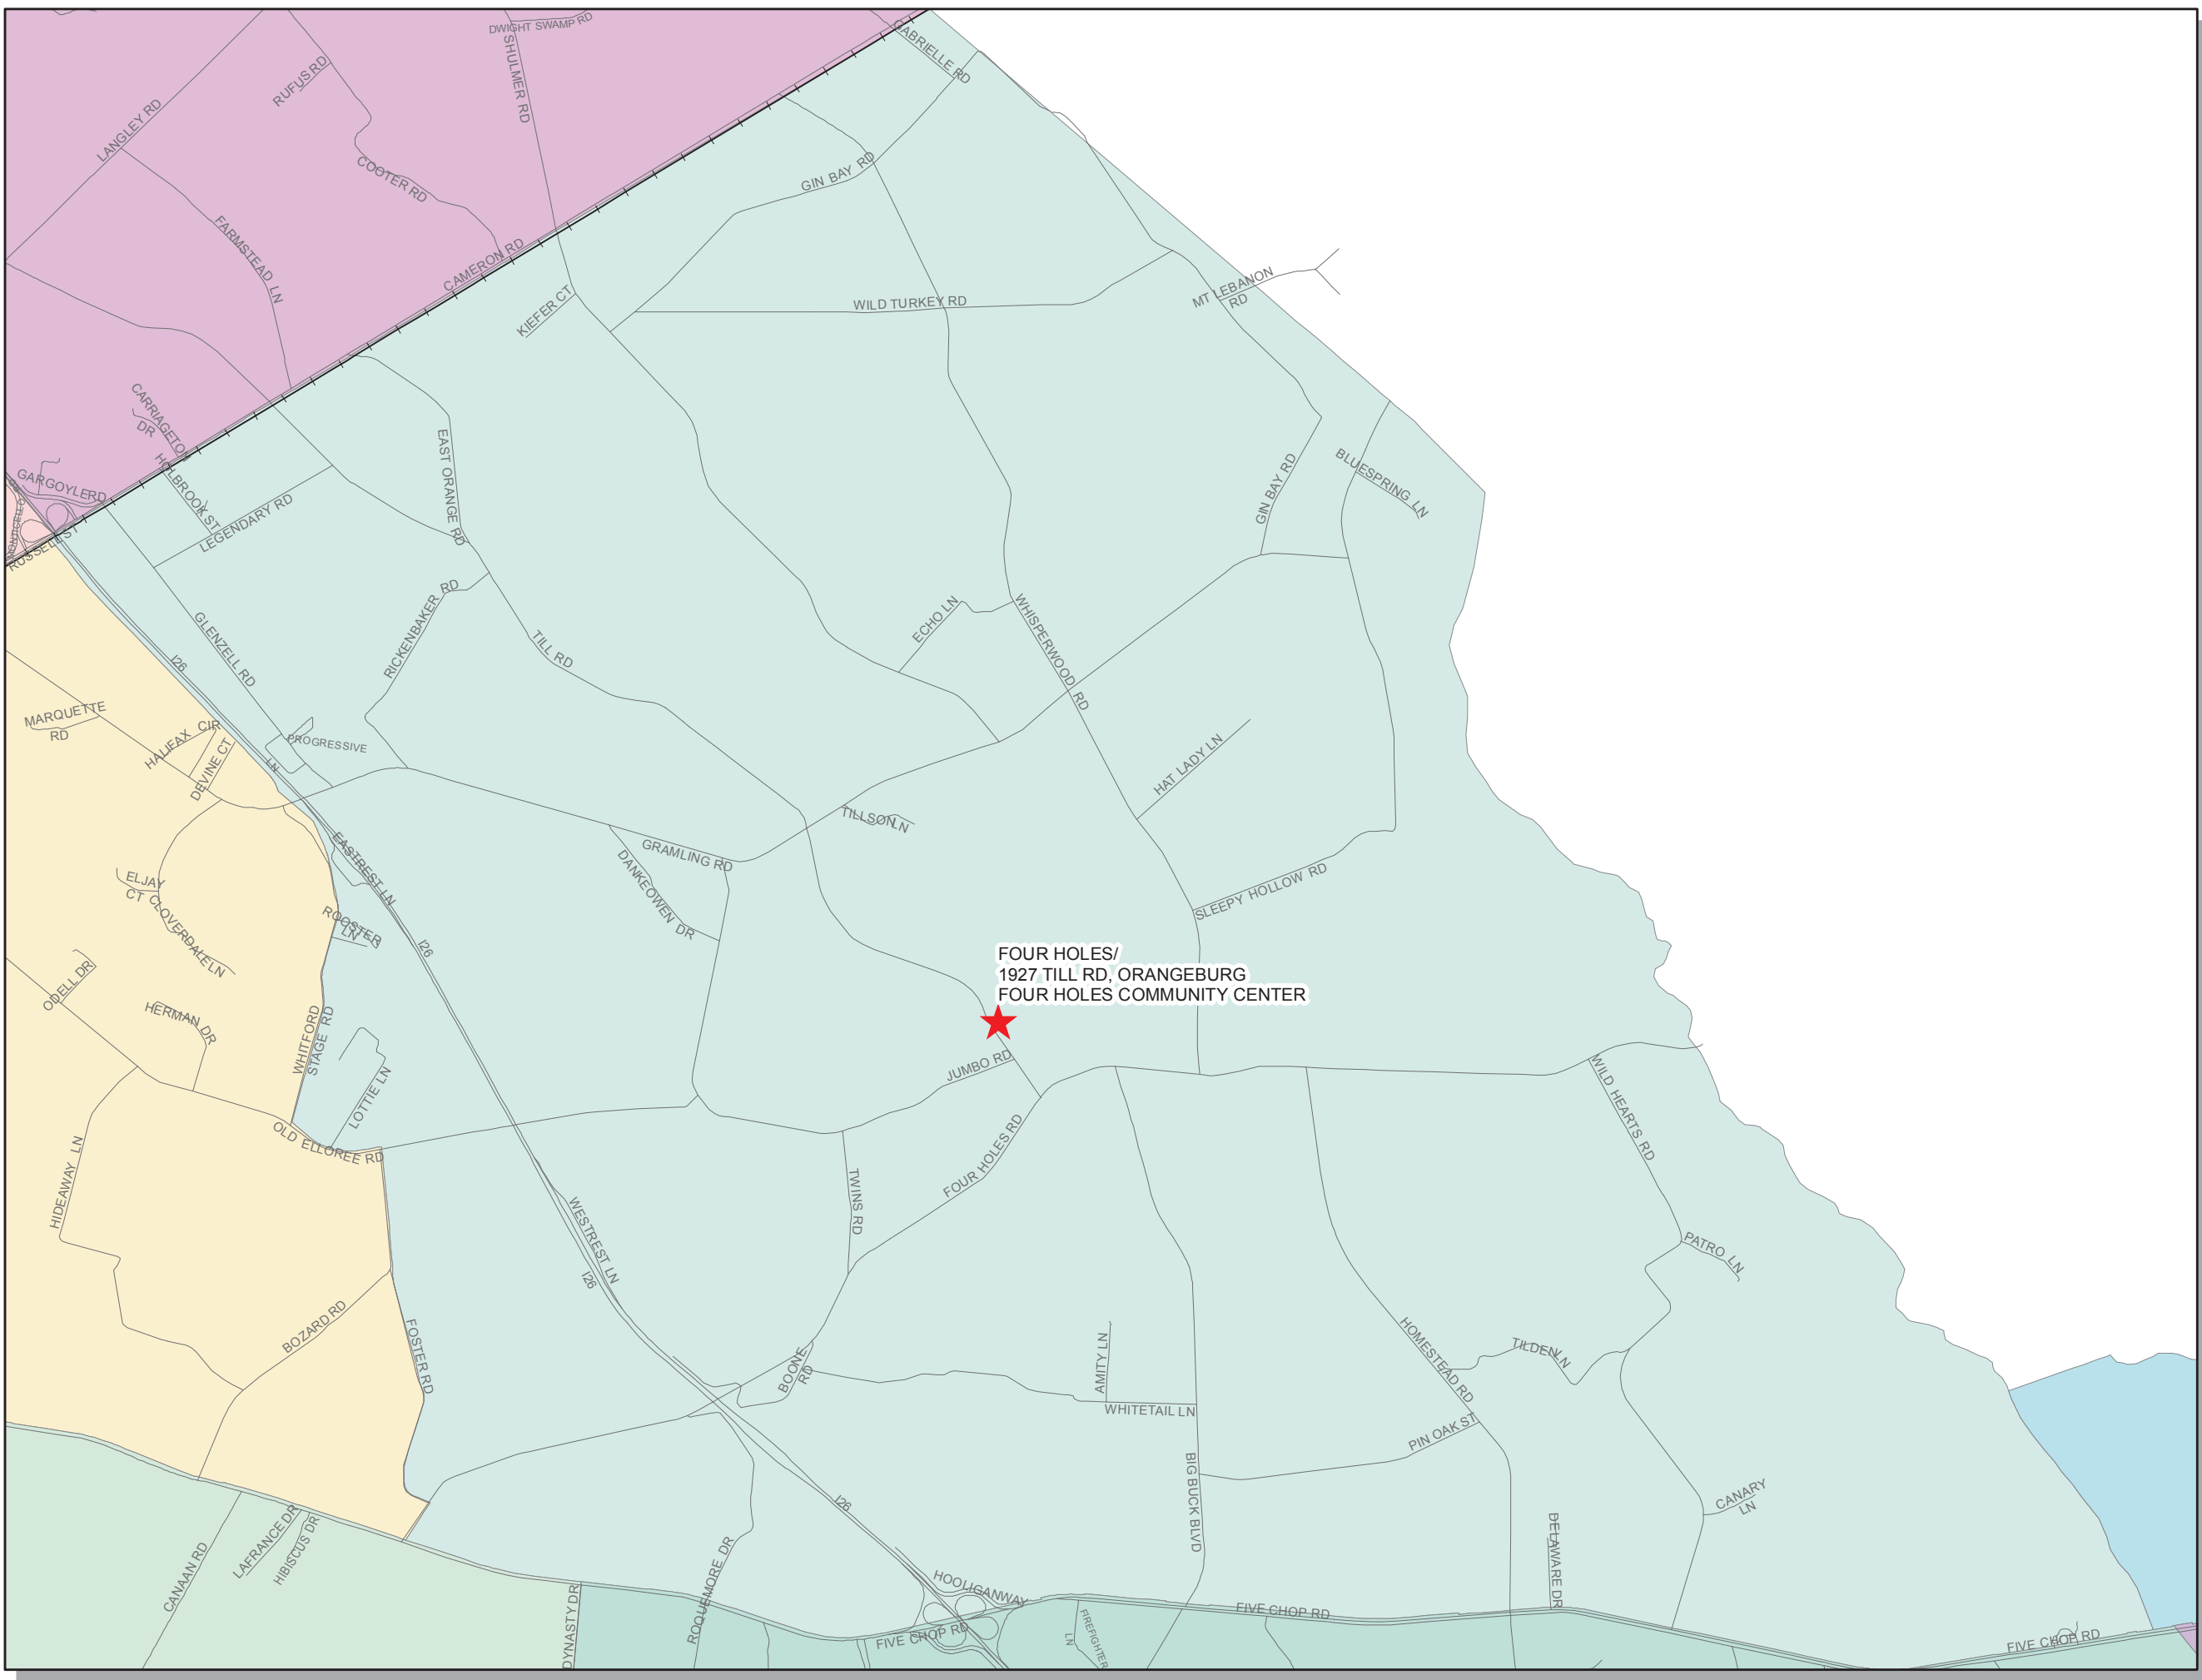 DWIGHT SWAMP RD
GABRIELLE RD
SHULMER RD
RUFUS RD
LANGLEY RD
COOTER RD
GIN BAY RD
FARMSTEAD LN
CAMERON RD
KIEFER CT
WILD TURKEY RD
MT LEBANON
RD
CARRIAGETON
DR
HOLBROOK ST
GARGOYLE RD
MONTICELLO
RUSSELL ST
LEGENDARY RD
EAST ORANGE RD
GIN BAY RD
BLUESPRING LN
RICKENBAKER RD
GLENZELL RD
I26
TILL RD
ECHO LN
WHISPERWOOD RD
MARQUETTE
RD
HALIFAX CIR
DEVINE CT
PROGRESSIVE
LN
HAT LADY LN
TILLSON LN
EASTREST LN
GRAMLING RD
DANKEOWEN DR
ELJAY
CT
CLOVERDALE LN
ROOSTER
LN
I26
SLEEPY HOLLOW RD
ODELL DR
HERMAN DR
WHITFORD
STAGE RD
FOUR HOLES/
1927 TILL RD, ORANGEBURG
FOUR HOLES COMMUNITY CENTER
JUMBO RD
LOTTIE LN
OLD ELLOREE RD
HIDEAWAY LN
WILD HEARTS RD
FOUR HOLES RD
TWINS RD
WESTREST LN
I26
PATRO LN
BOZARD RD
FOSTER RD
BOONE
RD
AMITY LN
WHITETAIL LN
HOMESTEAD RD
TILDEN LN
PIN OAK ST
BIG BUCK BLVD
CANARY
LN
I26
CANAAN RD
LAFRANCE DR
HIBISCUS DR
ROQUEMORE DR
DYNASTY DR
HOOLIGAN WAY
FIVE CHOP RD
FIREFIGHTER
LN
FIVE CHOP RD
DELAWARE DR
FIVE CHOP RD